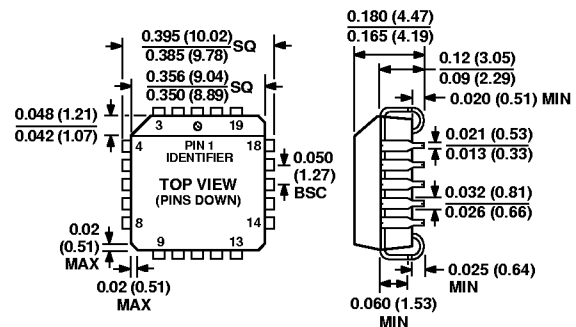 0.395 (10.02)
0.385 (9.78) SQ
0.356 (9.04)
0.350 (8.89) SQ
0.048 (1.21)
0.042 (1.07)
3 19
4 18
PIN 1
IDENTIFIER
TOP VIEW
(PINS DOWN)
0.050
(1.27)
BSC
8 14
9 13
0.02
(0.51)
MAX
0.02 (0.51)
MAX
0.180 (4.47)
0.165 (4.19)
0.12 (3.05)
0.09 (2.29)
0.020 (0.51) MIN
0.021 (0.53)
0.013 (0.33)
0.032 (0.81)
0.026 (0.66)
0.025 (0.64)
MIN
0.060 (1.53)
MIN